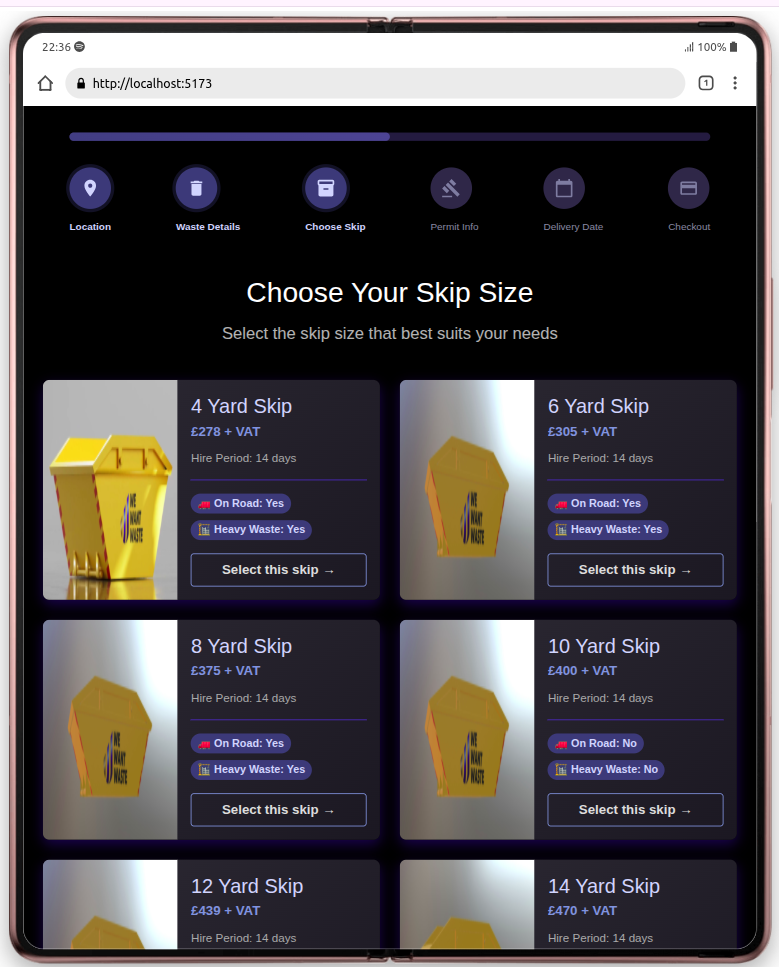 22:36 100%
http://localhost:5173 1
Location Waste Details Choose Skip Permit Info Delivery Date Checkout
Choose Your Skip Size
Select the skip size that best suits your needs
4 Yard Skip
£278 + VAT
Hire Period: 14 days
On Road: Yes
Heavy Waste: Yes
Select this skip →
WE
WANT
WASTE
6 Yard Skip
£305 + VAT
Hire Period: 14 days
On Road: Yes
Heavy Waste: Yes
Select this skip →
WE
WANT
WASTE
8 Yard Skip
£375 + VAT
Hire Period: 14 days
On Road: Yes
Heavy Waste: Yes
Select this skip →
WE
WANT
WASTE
10 Yard Skip
£400 + VAT
Hire Period: 14 days
On Road: No
Heavy Waste: No
Select this skip →
WE
WANT
WASTE
12 Yard Skip
£439 + VAT
Hire Period: 14 days
14 Yard Skip
£470 + VAT
Hire Period: 14 days